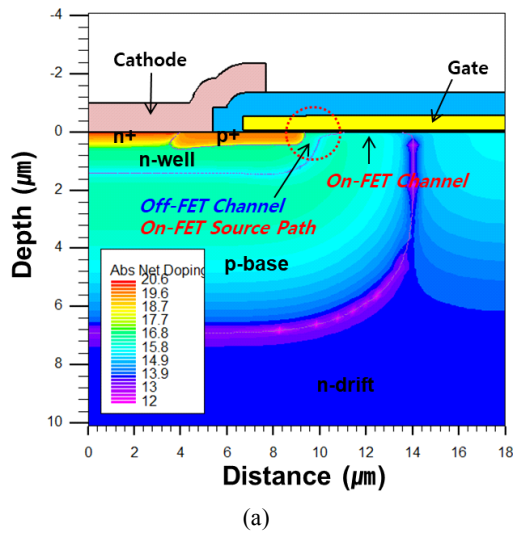 -4
-2
0
2
4
6
8
10
Depth (㎛)
Cathode
Gate
n+
p+
n-well
On-FET Channel
Off-FET Channel
On-FET Source Path
p-base
n-drift
Abs Net Doping
20.6
19.6
18.7
17.7
16.8
15.8
14.9
13.9
13
12
0 2 4 6 8 10 12 14 16 18
Distance (㎛)
(a)